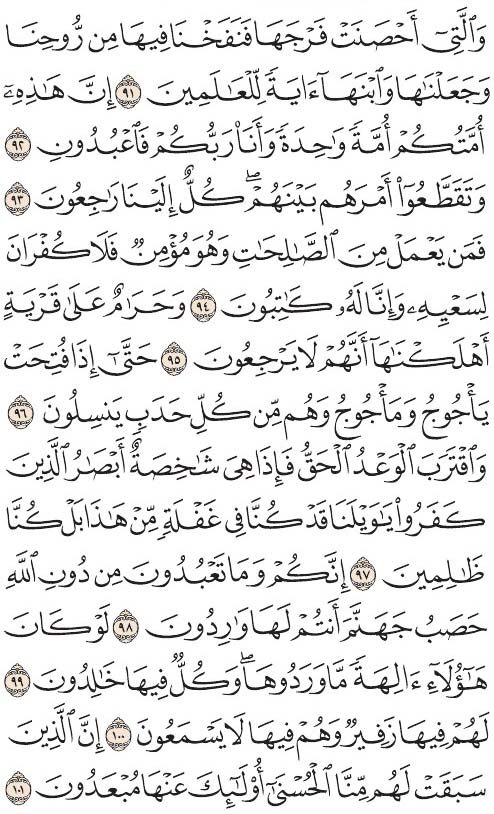 وَٱلَّتِىٓ أَحْصَنَتْ فَرْجَهَا فَنَفَخْنَا فِيهَا مِن رُّوحِنَا
وَجَعَلْنَٰهَا وَٱبْنَهَآ ءَايَةً لِّلْعَٰلَمِينَ ٩١ إِنَّ هَٰذِهِۦٓ
أُمَّتُكُمْ أُمَّةً وَٰحِدَةً وَأَنَا۠ رَبُّكُمْ فَٱعْبُدُونِ ٩٢
وَتَقَطَّعُوٓا۟ أَمْرَهُم بَيْنَهُمْ ۖ كُلٌّ إِلَيْنَا رَٰجِعُونَ ٩٣
فَمَن يَعْمَلْ مِنَ ٱلصَّٰلِحَٰتِ وَهُوَ مُؤْمِنٌ فَلَا كُفْرَانَ
لِسَعْيِهِۦ وَإِنَّا لَهُۥ كَٰتِبُونَ ٩٤ وَحَرَٰمٌ عَلَىٰ قَرْيَةٍ
أَهْلَكْنَٰهَآ أَنَّهُمْ لَا يَرْجِعُونَ ٩٥ حَتَّىٰٓ إِذَا فُتِحَتْ
يَأْجُوجُ وَمَأْجُوجُ وَهُم مِّن كُلِّ حَدَبٍ يَنسِلُونَ ٩٦
وَٱقْتَرَبَ ٱلْوَعْدُ ٱلْحَقُّ فَإِذَا هِىَ شَٰخِصَةٌ أَبْصَٰرُ ٱلَّذِينَ
كَفَرُوا۟ يَٰوَيْلَنَا قَدْ كُنَّا فِى غَفْلَةٍ مِّنْ هَٰذَا بَلْ كُنَّا
ظَٰلِمِينَ ٩٧ إِنَّكُمْ وَمَا تَعْبُدُونَ مِن دُونِ ٱللَّهِ
حَصَبُ جَهَنَّمَ أَنتُمْ لَهَا وَٰرِدُونَ ٩٨ لَوْ كَانَ
هَٰٓؤُلَآءِ ءَالِهَةً مَّا وَرَدُوهَا ۖ وَكُلٌّ فِيهَا خَٰلِدُونَ ٩٩
لَهُمْ فِيهَا زَفِيرٌ وَهُمْ فِيهَا لَا يَسْمَعُونَ ١٠٠ إِنَّ ٱلَّذِينَ
سَبَقَتْ لَهُم مِّنَّا ٱلْحُسْنَىٰٓ أُو۟لَٰٓئِكَ عَنْهَا مُبْعَدُونَ ١٠١